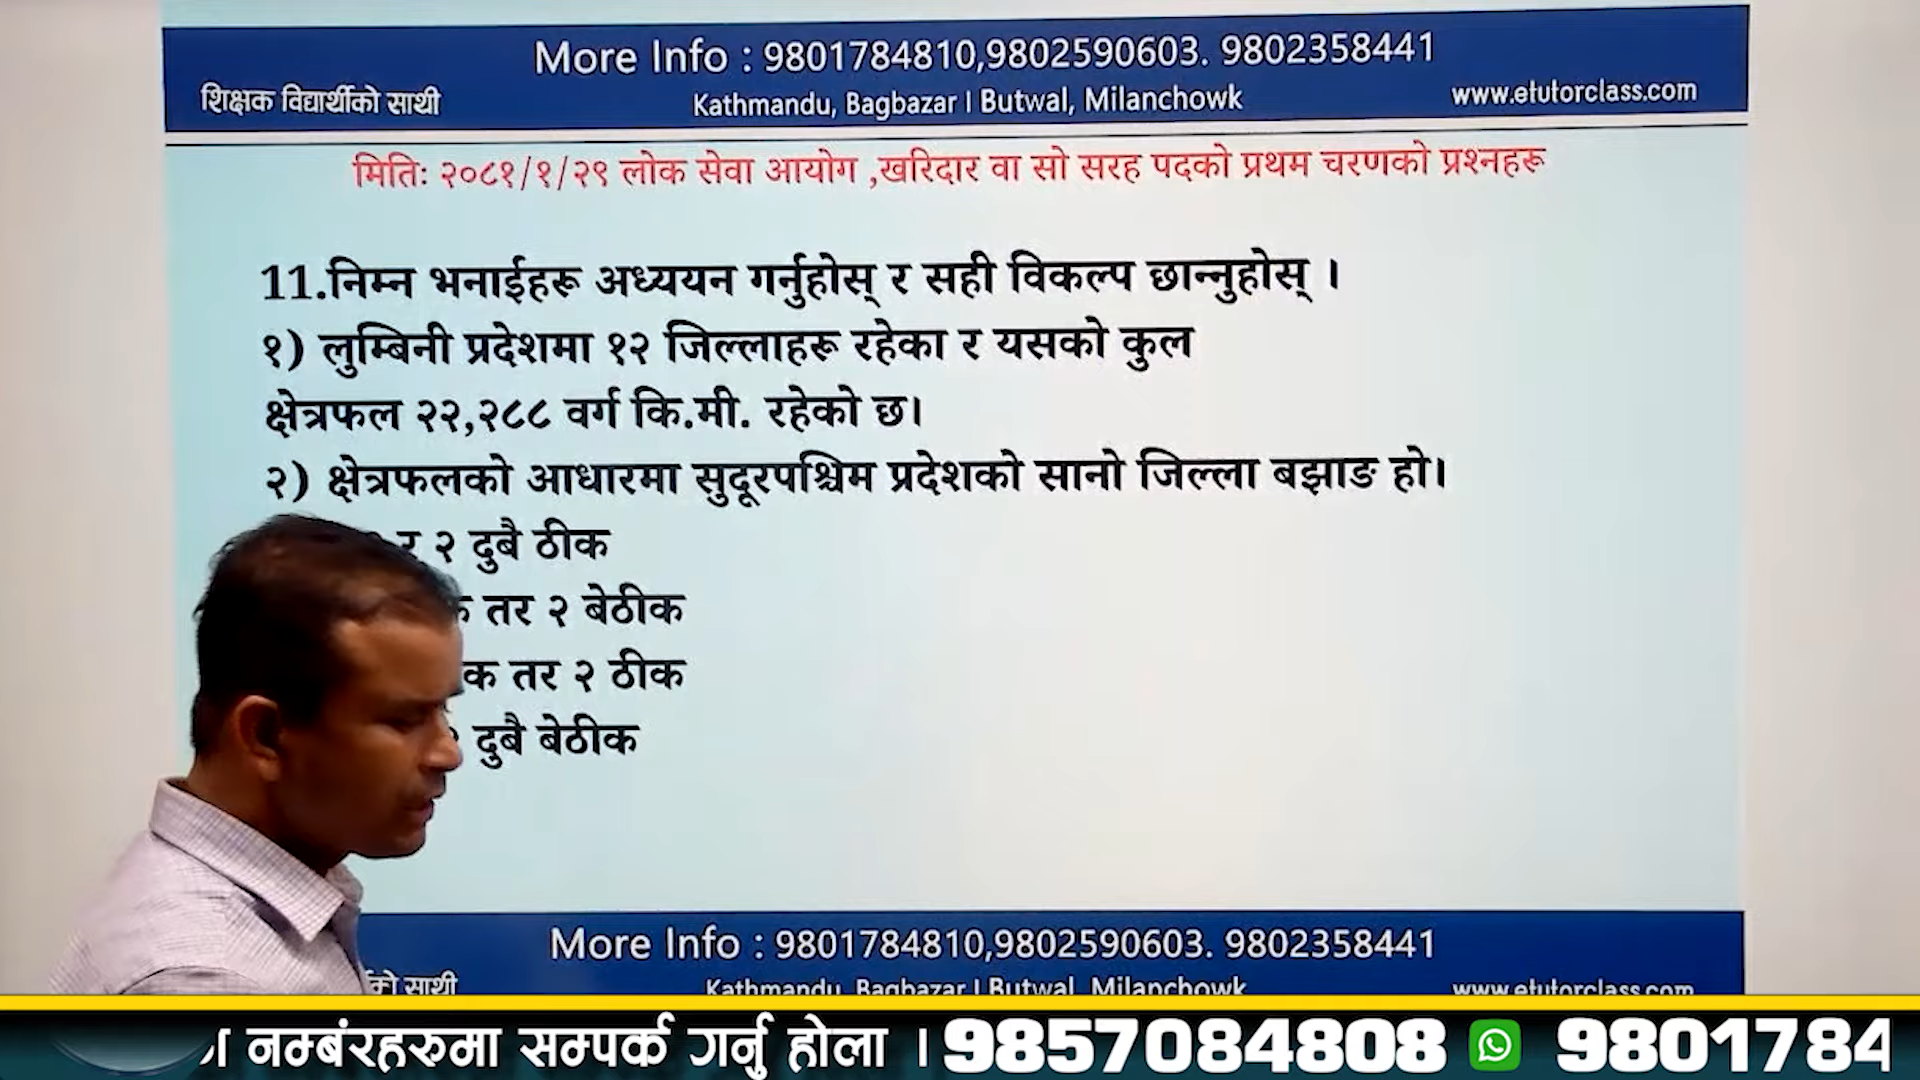 More Info : 9801784810,9802590603. 9802358441
शिक्षक विद्यार्थीको साथी
Kathmandu, Bagbazar | Butwal, Milanchowk
www.etutorclass.com
मितिः २०८१/१/२९ लोक सेवा आयोग ,खरिदार वा सो सरह पदको प्रथम चरणको प्रश्नहरू
11.निम्न भनाईहरू अध्ययन गर्नुहोस् र सही विकल्प छान्नुहोस् ।
१) लुम्बिनी प्रदेशमा १२ जिल्लाहरू रहेका र यसको कुल
क्षेत्रफल २२,२८८ वर्ग कि.मी. रहेको छ।
२) क्षेत्रफलको आधारमा सुदूरपश्चिम प्रदेशको सानो जिल्ला बझाङ हो।
र २ दुबै ठीक
तर २ बेठीक
क तर २ ठीक
दुबै बेठीक
More Info : 9801784810,9802590603. 9802358441
को साथी
Kathmandu, Bagbazar | Butwal, Milanchowk
www.etutorclass.com
नम्बंरहरुमा सम्पर्क गर्नु होला । 9857084808 9801784